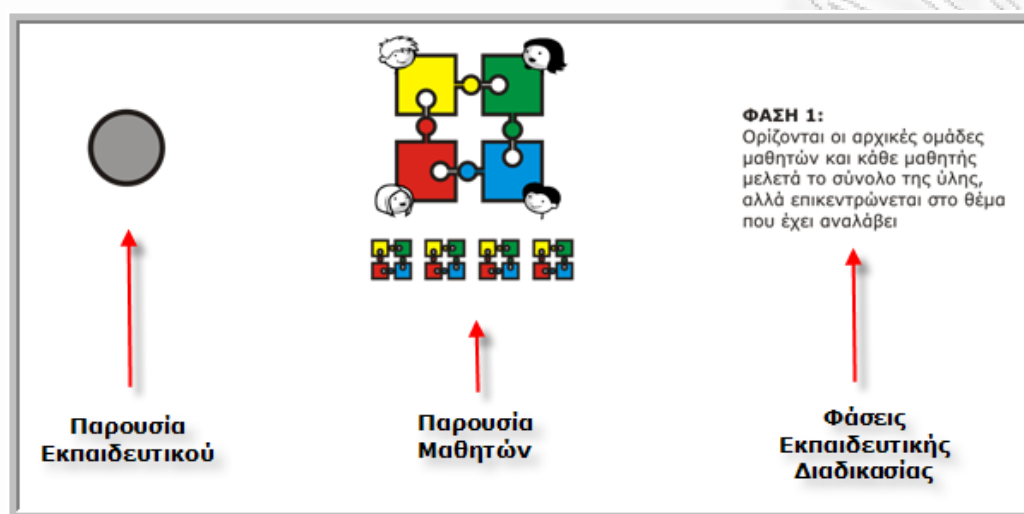 ΦΑΣΗ 1:
Ορίζονται οι αρχικές ομάδες
μαθητών και κάθε μαθητής
μελετά το σύνολο της ύλης,
αλλά επικεντρώνεται στο θέμα
που έχει αναλάβει
Παρουσία
Εκπαιδευτικού
Παρουσία
Μαθητών
Φάσεις
Εκπαιδευτικής
Διαδικασίας